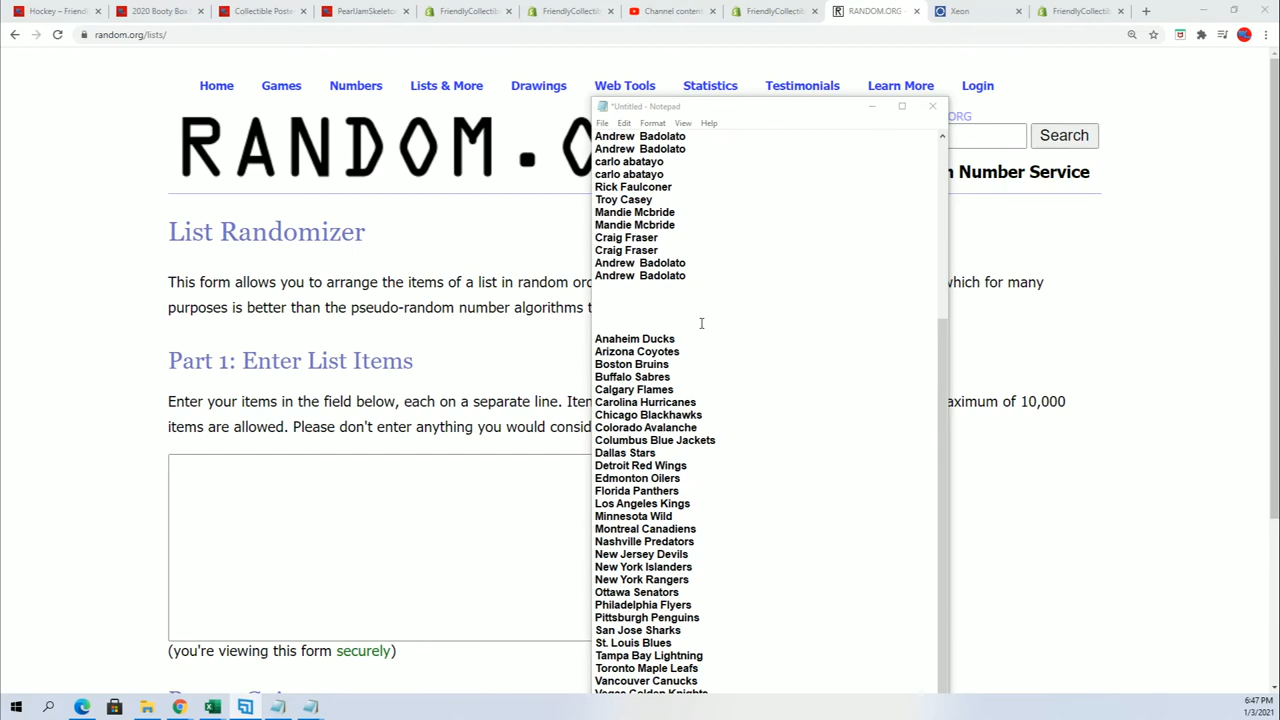 Hockey – Friendl
2020 Booty Box
Collectible Poste
PearlJamSkeleto
FriendlyCollectib
FriendlyCollectib
Channel content
FriendlyCollectib
RANDOM.ORG -
Xeon
FriendlyCollectib
random.org/lists/
Home Games Numbers Lists & More Drawings Web Tools Statistics Testimonials Learn More Login
RANDOM.O
ORG
Search
n Number Service
List Randomizer
This form allows you to arrange the items of a list in random ord
which for many
purposes is better than the pseudo-random number algorithms t
Part 1: Enter List Items
Enter your items in the field below, each on a separate line. Item
aximum of 10,000
items are allowed. Please don't enter anything you would consid
(you're viewing this form securely)
*Untitled - Notepad
File Edit Format View Help
Andrew Badolato
Andrew Badolato
carlo abatayo
carlo abatayo
Rick Faulconer
Troy Casey
Mandie Mcbride
Mandie Mcbride
Craig Fraser
Craig Fraser
Andrew Badolato
Andrew Badolato
Anaheim Ducks
Arizona Coyotes
Boston Bruins
Buffalo Sabres
Calgary Flames
Carolina Hurricanes
Chicago Blackhawks
Colorado Avalanche
Columbus Blue Jackets
Dallas Stars
Detroit Red Wings
Edmonton Oilers
Florida Panthers
Los Angeles Kings
Minnesota Wild
Montreal Canadiens
Nashville Predators
New Jersey Devils
New York Islanders
New York Rangers
Ottawa Senators
Philadelphia Flyers
Pittsburgh Penguins
San Jose Sharks
St. Louis Blues
Tampa Bay Lightning
Toronto Maple Leafs
Vancouver Canucks
Vegas Golden Knights
6:47 PM
1/3/2021